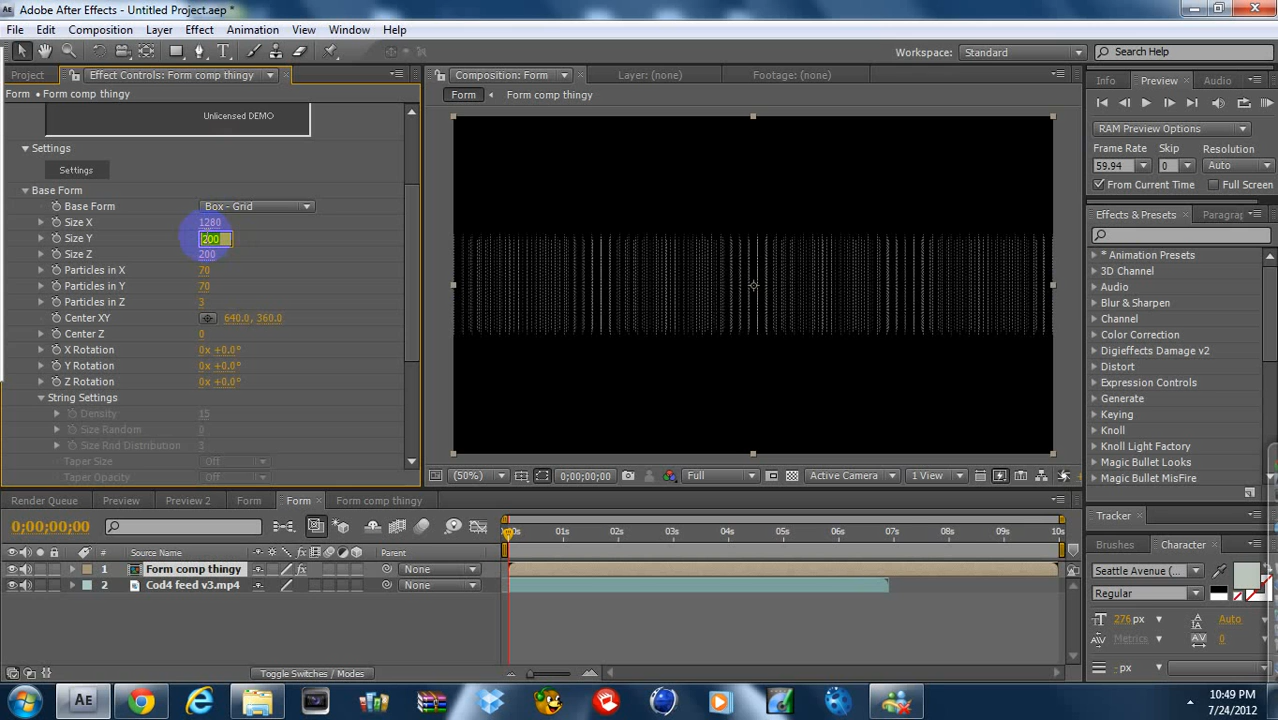 Adobe After Effects - Untitled Project.aep *
File Edit Composition Layer Effect Animation View Window Help
Workspace: Standard Search Help
Project Effect Controls: Form comp thingy
Composition: Form Layer: (none) Footage: (none)
Info Preview Audio
Form • Form comp thingy
Form Form comp thingy
Unlicensed DEMO
Settings
Settings
Base Form
Base Form Box - Grid
Size X 1280
Size Y 200
Size Z 200
Particles in X 70
Particles in Y 70
Particles in Z 3
Center XY 640.0, 360.0
Center Z 0
X Rotation 0x +0.0°
Y Rotation 0x +0.0°
Z Rotation 0x +0.0°
String Settings
Density 15
Size Random 0
Size Rnd Distribution 3
Taper Size Off
Taper Opacity Off
(50%) 0;00;00;00 Full Active Camera 1 View
RAM Preview Options
Frame Rate Skip Resolution
59.94 0 Auto
From Current Time Full Screen
Effects & Presets Paragra
* Animation Presets
3D Channel
Audio
Blur & Sharpen
Channel
Color Correction
Digieffects Damage v2
Distort
Expression Controls
Generate
Keying
Knoll
Knoll Light Factory
Magic Bullet Looks
Magic Bullet MisFire
Tracker
Brushes Character
Seattle Avenue (...
Regular
276 px Auto
Metrics 0
- px
Render Queue Preview Preview 2 Form Form Form comp thingy
0;00;00;00
00s 01s 02s 03s 04s 05s 06s 07s 08s 09s 10s
# Source Name Parent
1 Form comp thingy fx None
2 Cod4 feed v3.mp4 None
Toggle Switches / Modes
10:49 PM
7/24/2012